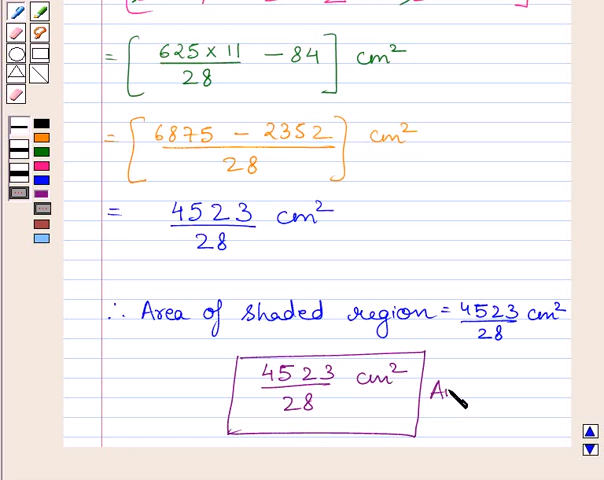 = [ 625 × 11 / 28 - 84 ] cm²
= [ 6875 - 2352 / 28 ] cm²
= 4523 / 28 cm²
∴ Area of shaded region = 4523 / 28 cm²
4523 / 28 cm²